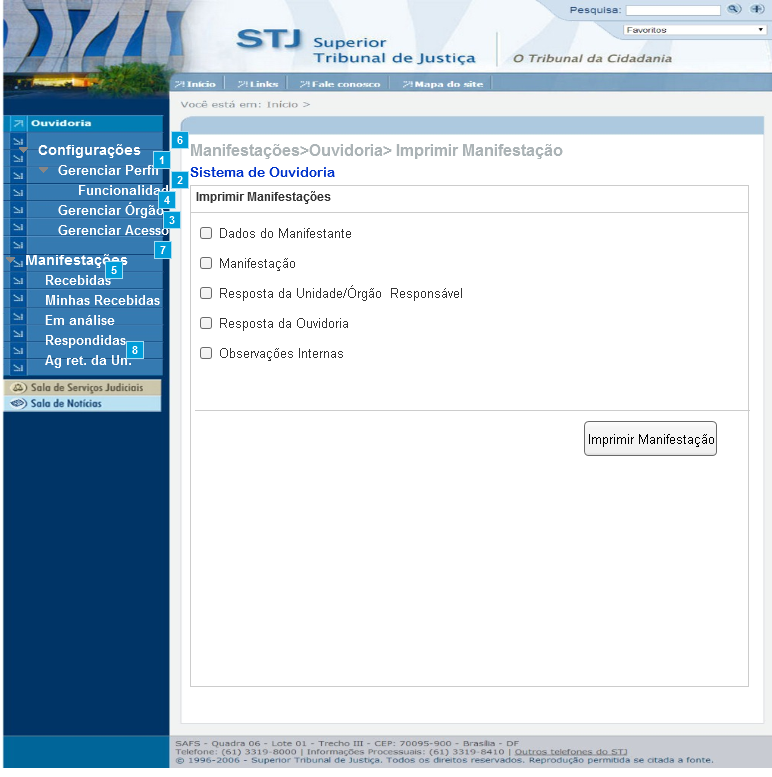 Pesquisa:
Favoritos
STJ Superior
Tribunal de Justiça
O Tribunal da Cidadania
Início Links Fale conosco Mapa do site
Você está em: Início >
Ouvidoria
6
Configurações
Manifestações>Ouvidoria> Imprimir Manifestação
1
Gerenciar Perfil
Sistema de Ouvidoria
2
Funcionalidad
Imprimir Manifestações
4
Gerenciar Órgão
3
Gerenciar Acesso
Dados do Manifestante
7
Manifestações
Manifestação
5
Recebidas
Resposta da Unidade/Órgão Responsável
Minhas Recebidas
Em análise
Resposta da Ouvidoria
Respondidas
8
Ag ret. da Un.
Observações Internas
Sala de Serviços Judiciais
Sala de Notícias
Imprimir Manifestação
SAFS - Quadra 06 - Lote 01 - Trecho III - CEP: 70095-900 - Brasília - DF
Telefone: (61) 3319-8000 | Informações Processuais: (61) 3319-8410 | Outros telefones do STJ
© 1996-2006 - Superior Tribunal de Justiça. Todos os direitos reservados. Reprodução permitida se citada a fonte.